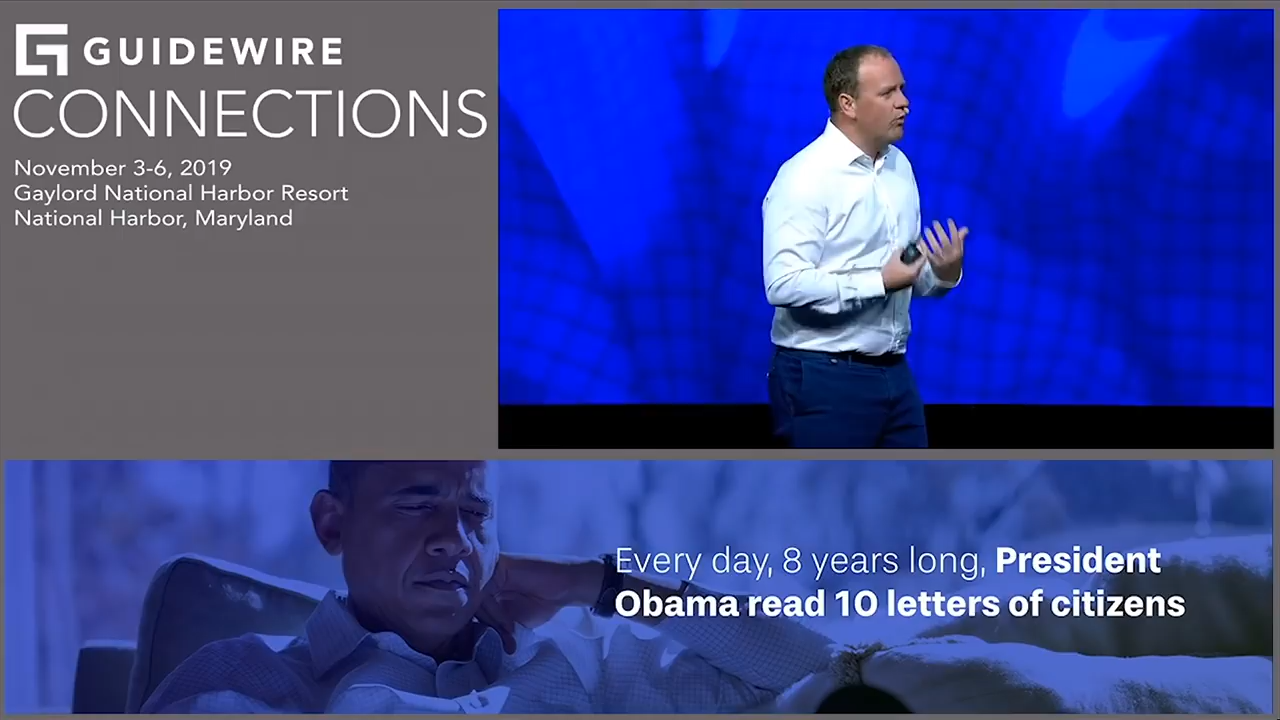 GUIDEWIRE
CONNECTIONS
November 3-6, 2019
Gaylord National Harbor Resort
National Harbor, Maryland
Every day, 8 years long, President
Obama read 10 letters of citizens